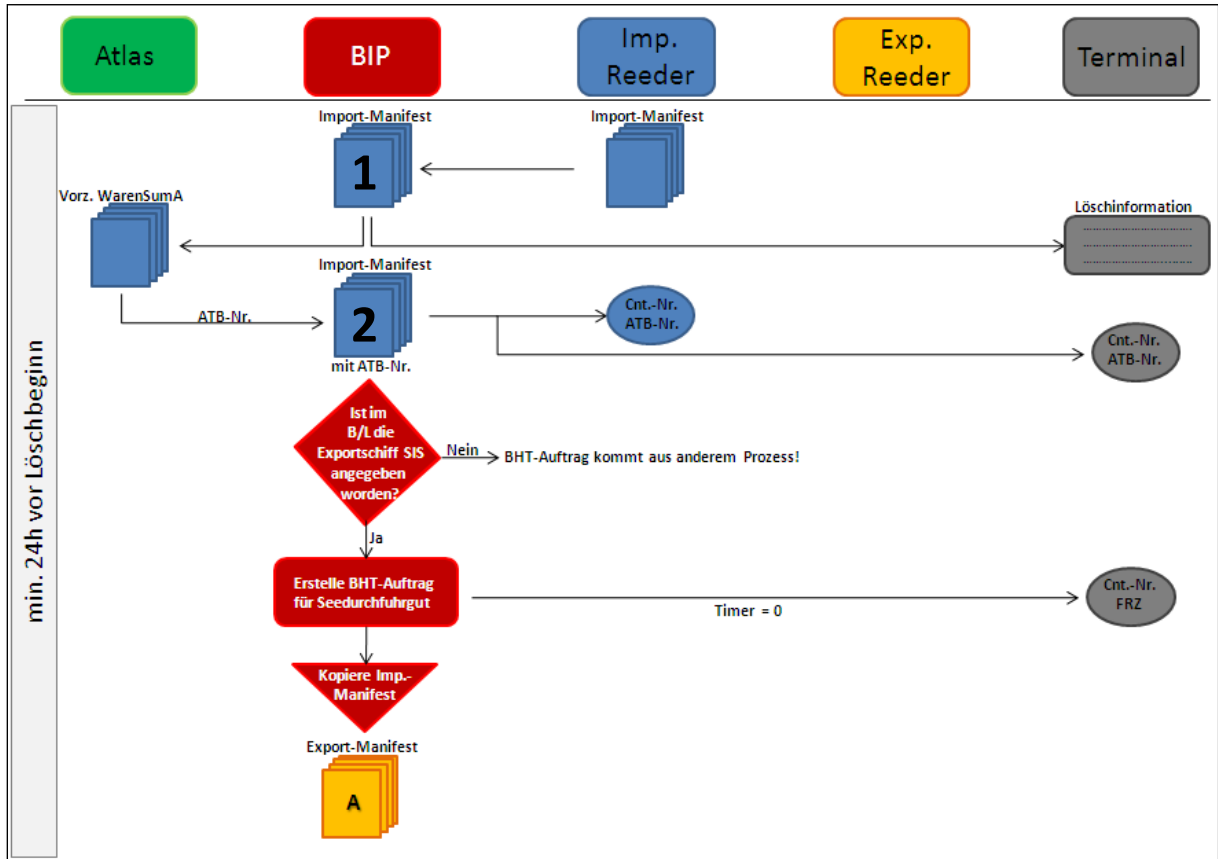 Atlas
BIP
Imp.
Reeder
Exp.
Reeder
Terminal
min. 24h vor Löschbeginn
Import-Manifest
Import-Manifest
1
Vorz. WarenSumA
Löschinformation
Import-Manifest
2
ATB-Nr.
mit ATB-Nr.
Cnt.-Nr.
ATB-Nr.
Cnt.-Nr.
ATB-Nr.
Ist im
B/L die
Exportschiff SIS
angegeben
worden?
Nein
BHT-Auftrag kommt aus anderem Prozess!
Ja
Erstelle BHT-Auftrag
für Seedurchfuhrgut
Timer = 0
Cnt.-Nr.
FRZ
Kopiere Imp.-
Manifest
Export-Manifest
A